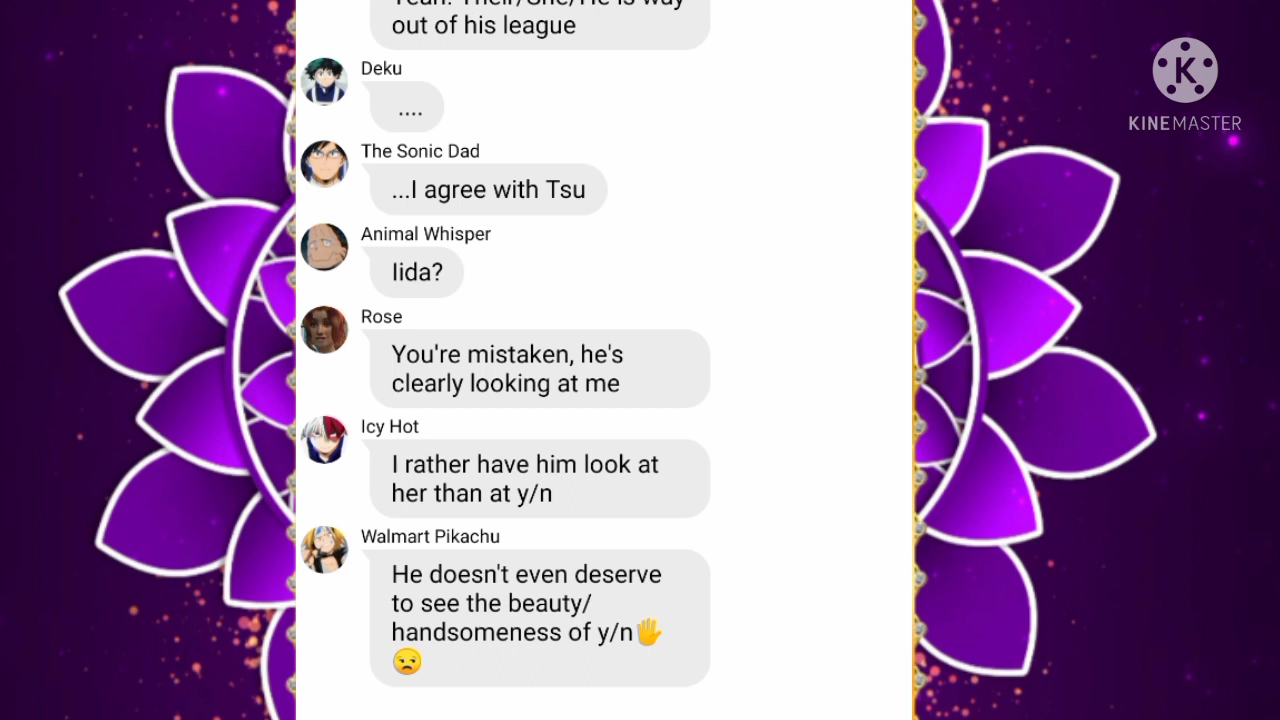 Yeah! Their/She/He is way
out of his league
Deku
....
The Sonic Dad
...I agree with Tsu
Animal Whisper
Iida?
Rose
You're mistaken, he's
clearly looking at me
Icy Hot
I rather have him look at
her than at y/n
Walmart Pikachu
He doesn't even deserve
to see the beauty/
handsomeness of y/n🖐
😒
K
KINEMASTER